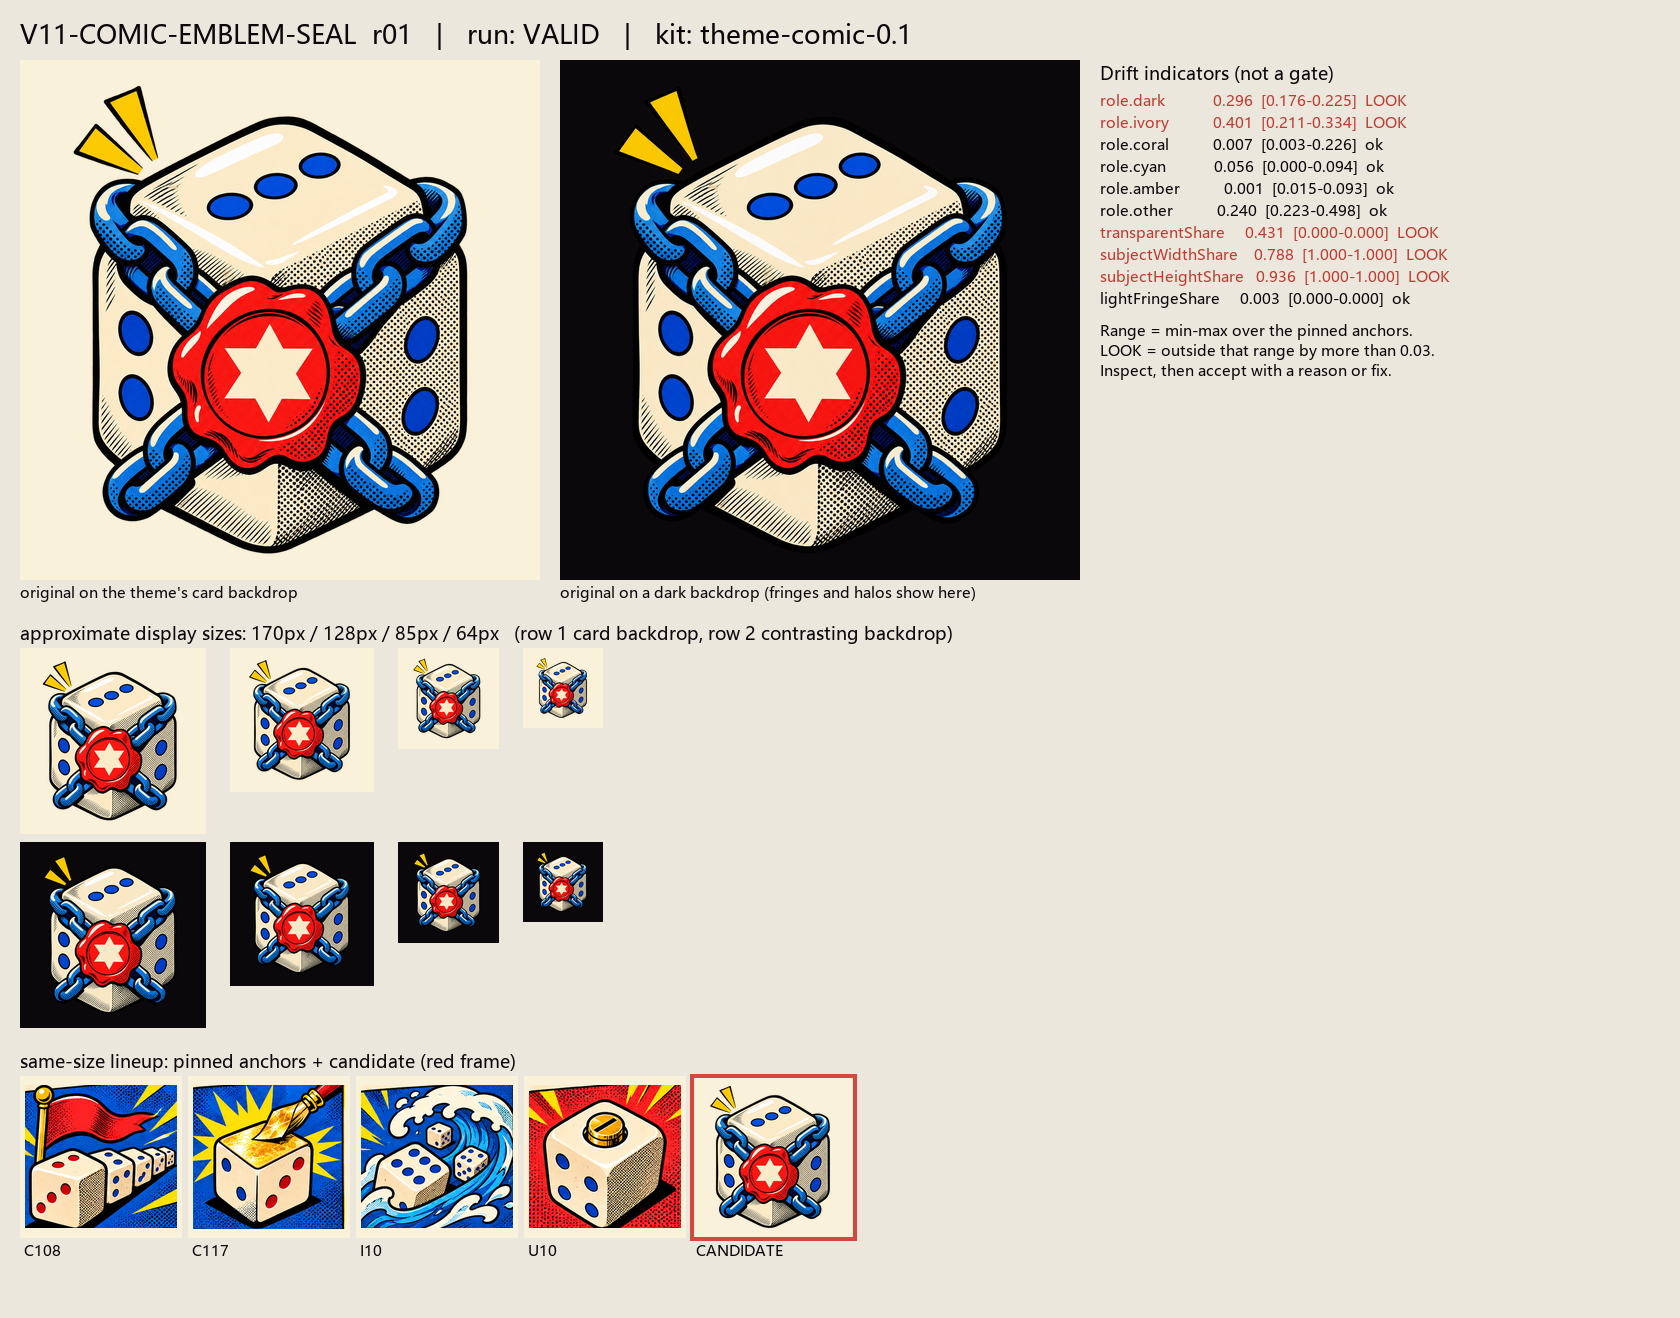 V11-COMIC-EMBLEM-SEAL r01 | run: VALID | kit: theme-comic-0.1
Drift indicators (not a gate)
role.dark 0.296 [0.176-0.225] LOOK
role.ivory 0.401 [0.211-0.334] LOOK
role.coral 0.007 [0.003-0.226] ok
role.cyan 0.056 [0.000-0.094] ok
role.amber 0.001 [0.015-0.093] ok
role.other 0.240 [0.223-0.498] ok
transparentShare 0.431 [0.000-0.000] LOOK
subjectWidthShare 0.788 [1.000-1.000] LOOK
subjectHeightShare 0.936 [1.000-1.000] LOOK
lightFringeShare 0.003 [0.000-0.000] ok
Range = min-max over the pinned anchors.
LOOK = outside that range by more than 0.03.
Inspect, then accept with a reason or fix.
original on the theme's card backdrop
original on a dark backdrop (fringes and halos show here)
approximate display sizes: 170px / 128px / 85px / 64px (row 1 card backdrop, row 2 contrasting backdrop)
same-size lineup: pinned anchors + candidate (red frame)
C108
C117
I10
U10
CANDIDATE